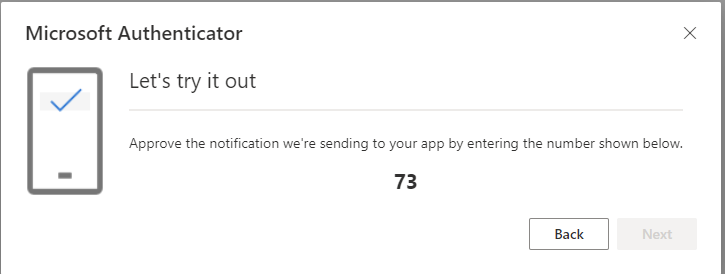 Microsoft Authenticator
Let's try it out
Approve the notification we're sending to your app by entering the number shown below.
73
Back
Next